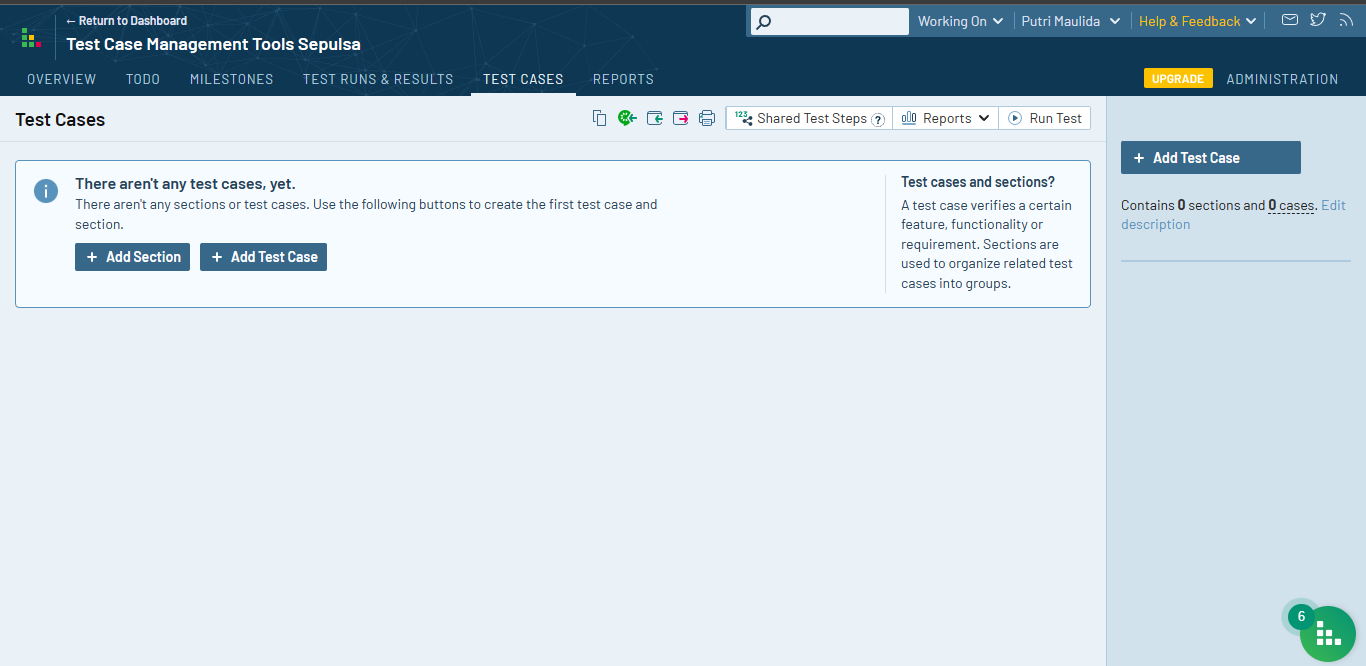 ← Return to Dashboard
Working On
Putri Maulida
Help & Feedback
Test Case Management Tools Sepulsa
OVERVIEW
TODO
MILESTONES
TEST RUNS & RESULTS
TEST CASES
REPORTS
UPGRADE
ADMINISTRATION
Test Cases
123
Shared Test Steps ?
Reports
Run Test
There aren't any test cases, yet.
There aren't any sections or test cases. Use the following buttons to create the first test case and
section.
+ Add Section
+ Add Test Case
Test cases and sections?
A test case verifies a certain
feature, functionality or
requirement. Sections are
used to organize related test
cases into groups.
+ Add Test Case
Contains 0 sections and 0 cases. Edit
description
6